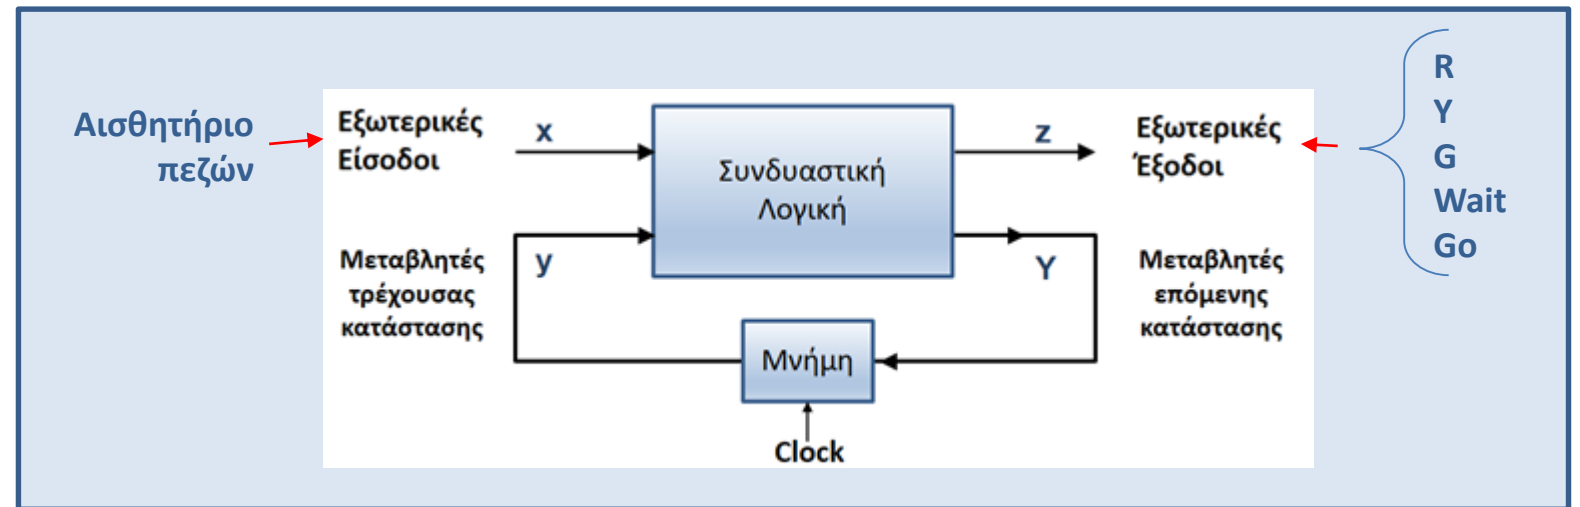 Αισθητήριο
πεζών
Εξωτερικές
Είσοδοι
x
Συνδυαστική
Λογική
z
Εξωτερικές
Έξοδοι
R
Y
G
Wait
Go
Μεταβλητές
τρέχουσας
κατάστασης
y
Y
Μεταβλητές
επόμενης
κατάστασης
Μνήμη
Clock